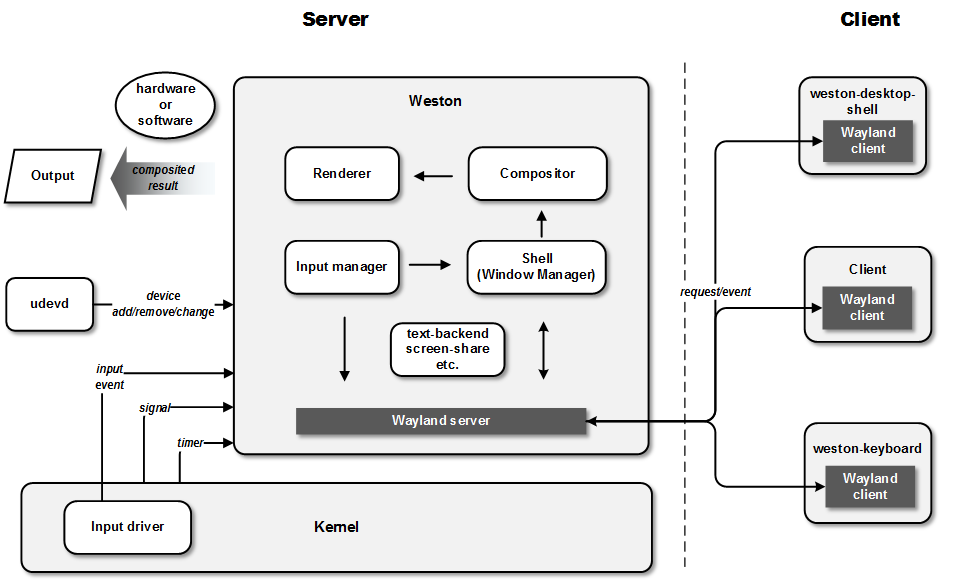 Server
Client
hardware
or
software
Weston
weston-desktop-
shell
Wayland
client
Output
composited
result
Renderer
Compositor
Input manager
Shell
(Window Manager)
Client
Wayland
client
udevd
device
add/remove/change
request/event
text-backend
screen-share
etc.
input
event
signal
timer
Wayland server
weston-keyboard
Wayland
client
Input driver
Kernel